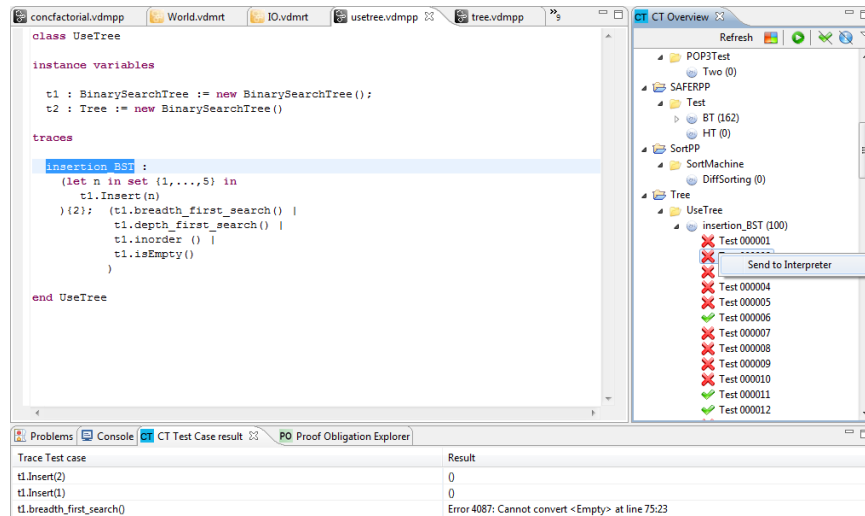 concfactorial.vdmpp World.vdmrt IO.vdmrt usetree.vdmpp tree.vdmpp »9
class UseTree
instance variables
t1 : BinarySearchTree := new BinarySearchTree();
t2 : Tree := new BinarySearchTree()
traces
insertion_BST :
(let n in set {1,...,5} in
t1.Insert(n)
){2}; (t1.breadth_first_search() |
t1.depth_first_search() |
t1.inorder () |
t1.isEmpty()
)
end UseTree
CT CT Overview
Refresh
POP3Test
Two (0)
SAFERPP
Test
BT (162)
HT (0)
SortPP
SortMachine
DiffSorting (0)
Tree
UseTree
insertion_BST (100)
Test 000001
Send to Interpreter
Test 000004
Test 000005
Test 000006
Test 000007
Test 000008
Test 000009
Test 000010
Test 000011
Test 000012
Problems Console CT CT Test Case result PO Proof Obligation Explorer
Trace Test case Result
t1.Insert(2) ()
t1.Insert(1) ()
t1.breadth_first_search() Error 4087: Cannot convert <Empty> at line 75:23